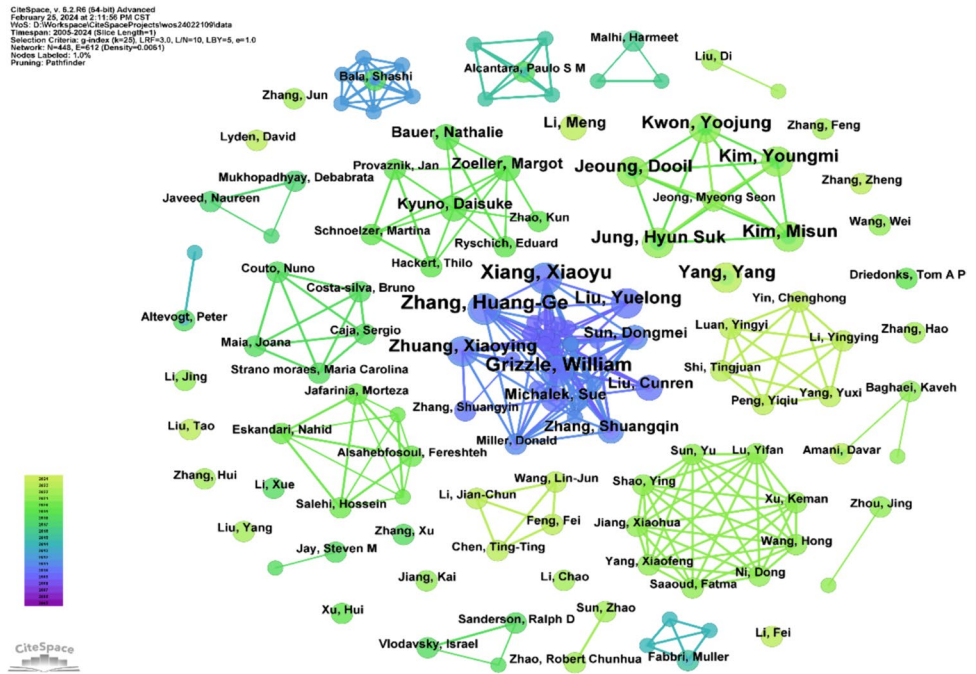 CiteSpace, v. 6.2.R6 (64-bit) Advanced
February 25, 2024 at 2:11:56 PM CST
WoS: D:\Workspace\CiteSpaceProjects\wos24022109\data
Timespan: 2005-2024 (Slice Length=1)
Selection Criteria: g-index (k=25), LRF=3.0, L/N=10, LBY=5, e=1.0
Network: N=448, E=612 (Density=0.0061)
Nodes Labeled: 1.0%
Pruning: Pathfinder
Malhi, Harmeet
Liu, Di
Alcantara, Paulo S M
Bala, Shashi
Zhang, Jun
Li, Meng
Kwon, Yoojung
Zhang, Feng
Lyden, David
Bauer, Nathalie
Kim, Youngmi
Provaznik, Jan
Zoeller, Margot
Jeoung, Dooil
Mukhopadhyay, Debabrata
Zhang, Zheng
Javeed, Naureen
Kyuno, Daisuke
Jeong, Myeong Seon
Zhao, Kun
Wang, Wei
Schnoelzer, Martina
Ryschich, Eduard
Jung, Hyun Suk
Kim, Misun
Hackert, Thilo
Couto, Nuno
Xiang, Xiaoyu
Yang, Yang
Driedonks, Tom A P
Costa-silva, Bruno
Zhang, Huang-Ge
Liu, Yuelong
Yin, Chenghong
Altevogt, Peter
Caja, Sergio
Luan, Yingyi
Zhang, Hao
Maia, Joana
Zhuang, Xiaoying
Sun, Dongmei
Li, Yingying
Strano moraes, Maria Carolina
Grizzle, William
Shi, Tingjuan
Li, Jing
Jafarinia, Morteza
Michalek, Sue
Liu, Cunren
Yang, Yuxi
Baghaei, Kaveh
Zhang, Shuangyin
Peng, Yiqiu
Liu, Tao
Eskandari, Nahid
Zhang, Shuangqin
Miller, Donald
Alsahebfosoul, Fereshteh
Sun, Yu
Lu, Yifan
Amani, Davar
Zhang, Hui
Wang, Lin-Jun
Shao, Ying
Li, Xue
Li, Jian-Chun
Xu, Keman
Zhou, Jing
Salehi, Hossein
Feng, Fei
Jiang, Xiaohua
Liu, Yang
Zhang, Xu
Wang, Hong
Jay, Steven M
Chen, Ting-Ting
Yang, Xiaofeng
Ni, Dong
Jiang, Kai
Li, Chao
Saaoud, Fatma
Xu, Hui
Sun, Zhao
Sanderson, Ralph D
Li, Fei
Vlodavsky, Israel
Zhao, Robert Chunhua
Fabbri, Muller
CiteSpace